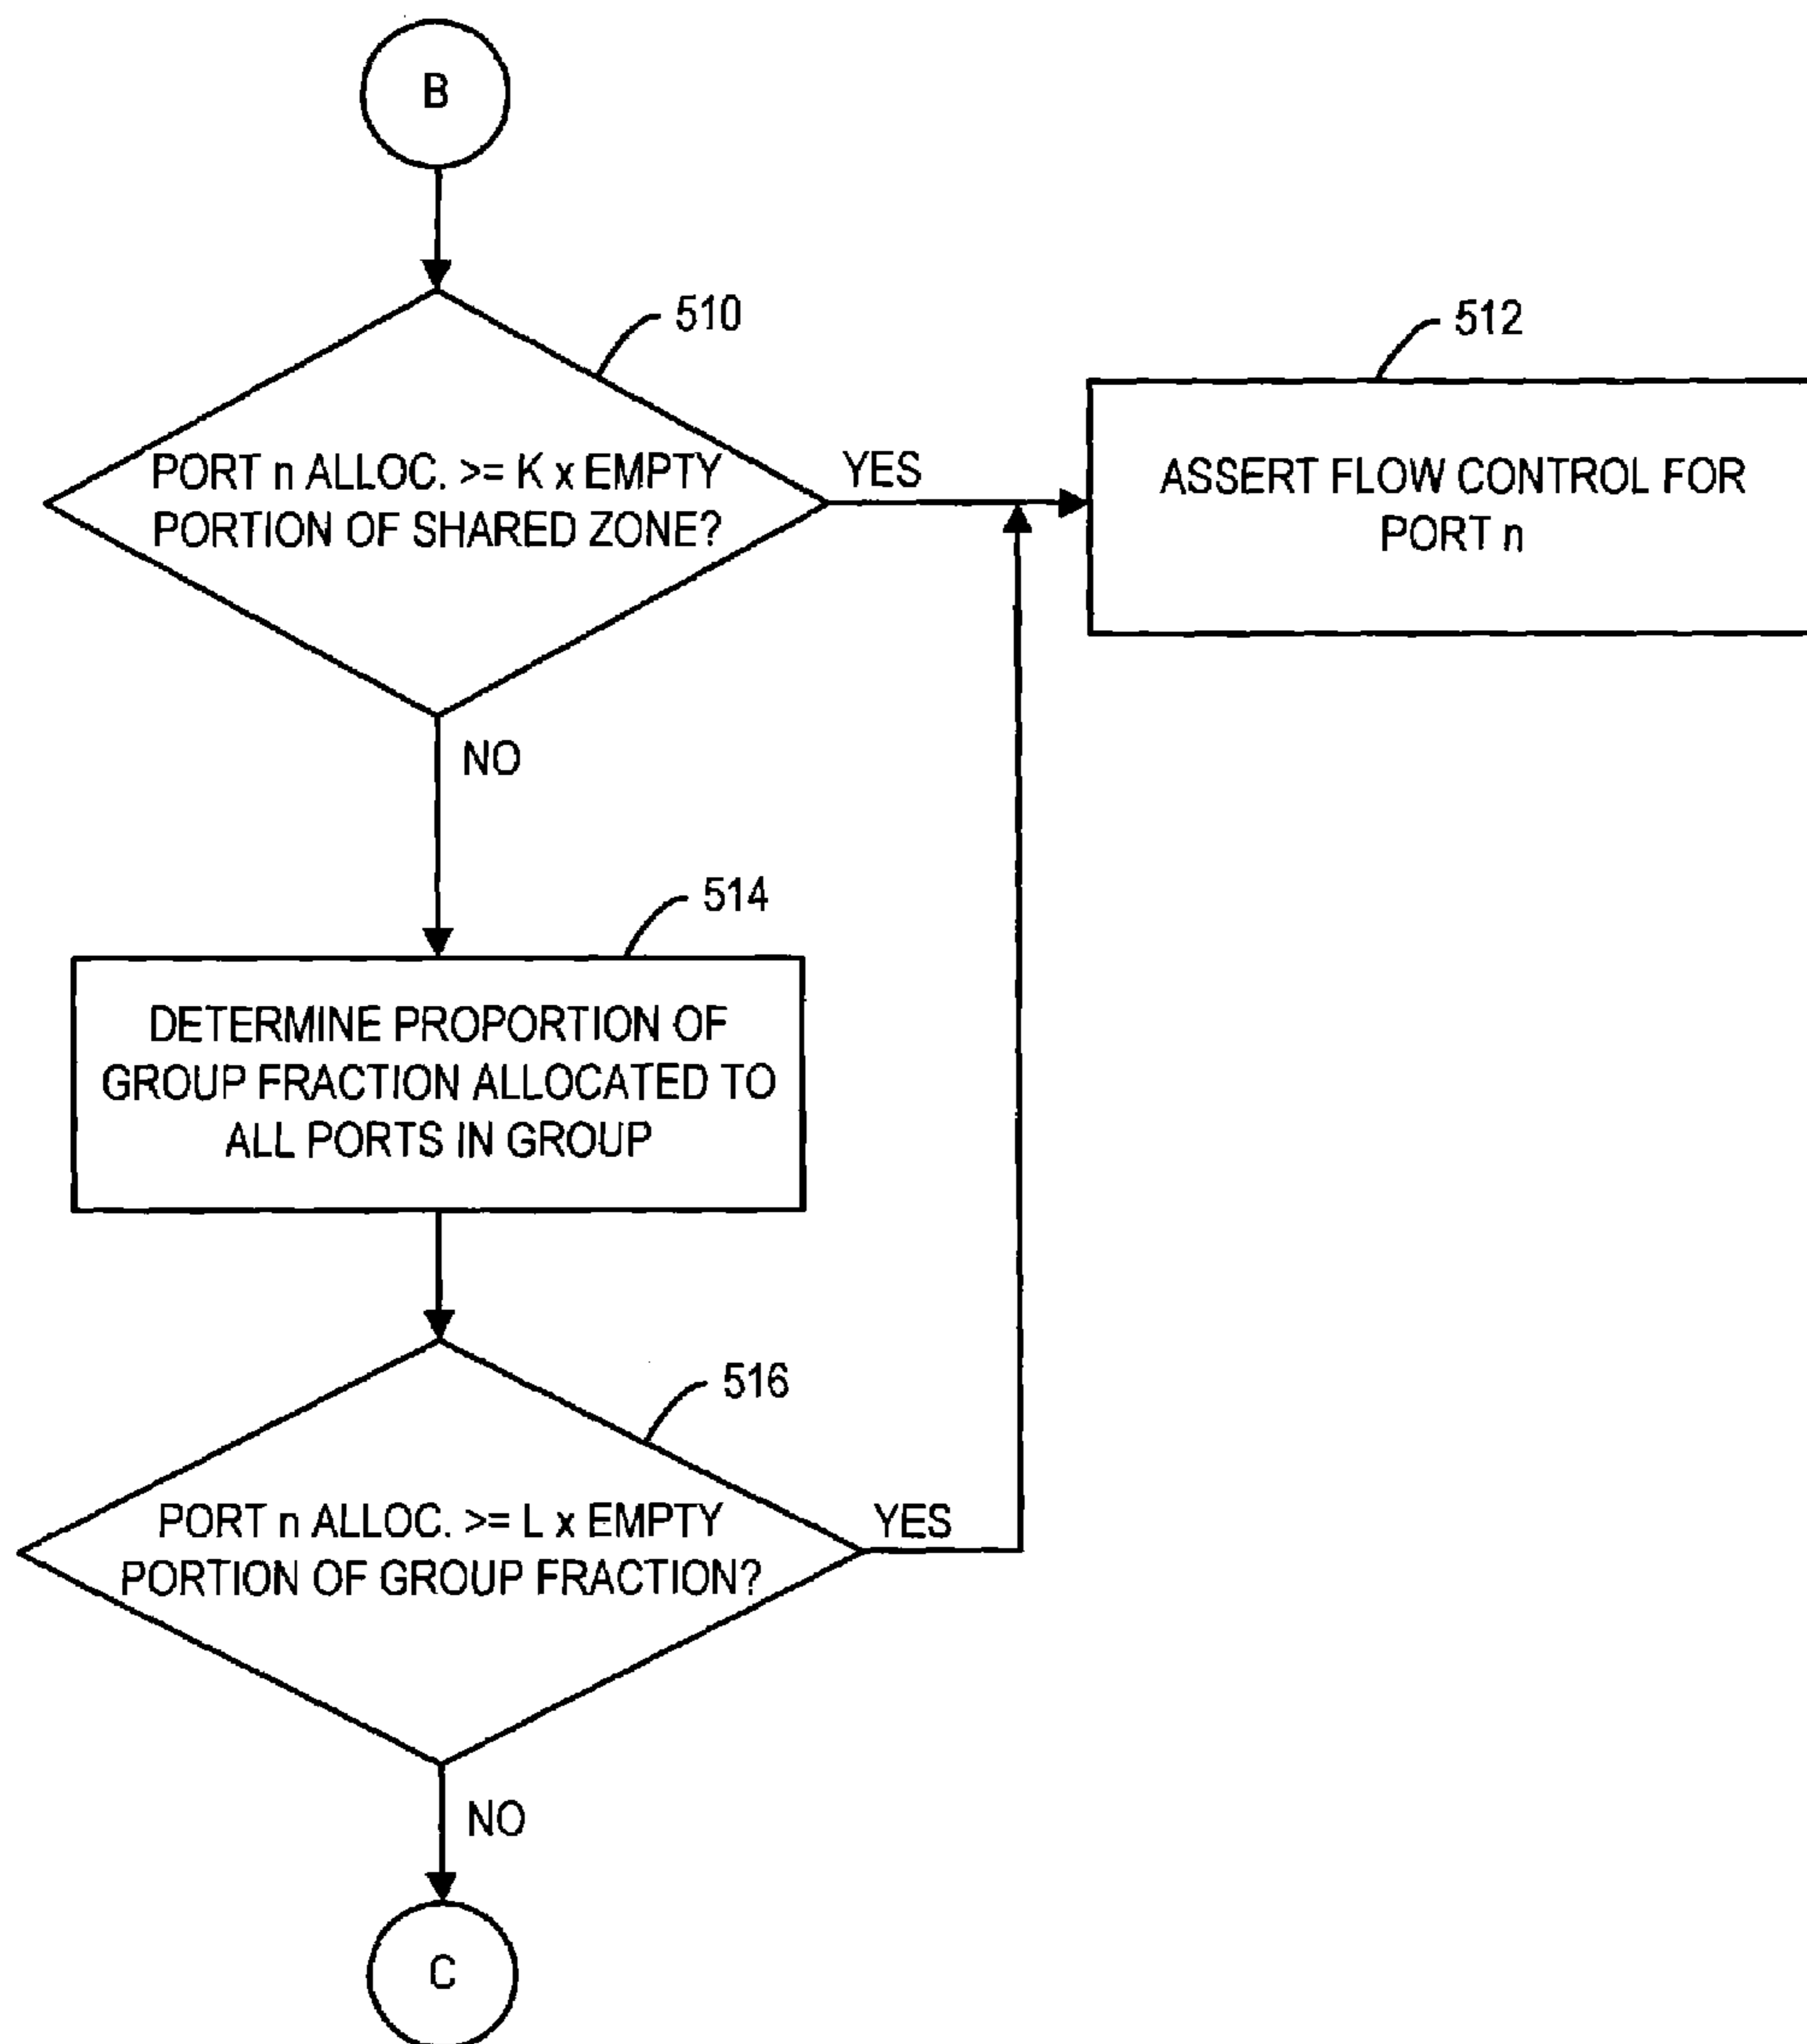 B
510
PORT n ALLOC. >= K x EMPTY
PORTION OF SHARED ZONE?
YES
512
ASSERT FLOW CONTROL FOR
PORT n
NO
514
DETERMINE PROPORTION OF
GROUP FRACTION ALLOCATED TO
ALL PORTS IN GROUP
516
PORT n ALLOC. >= L x EMPTY
PORTION OF GROUP FRACTION?
YES
NO
C